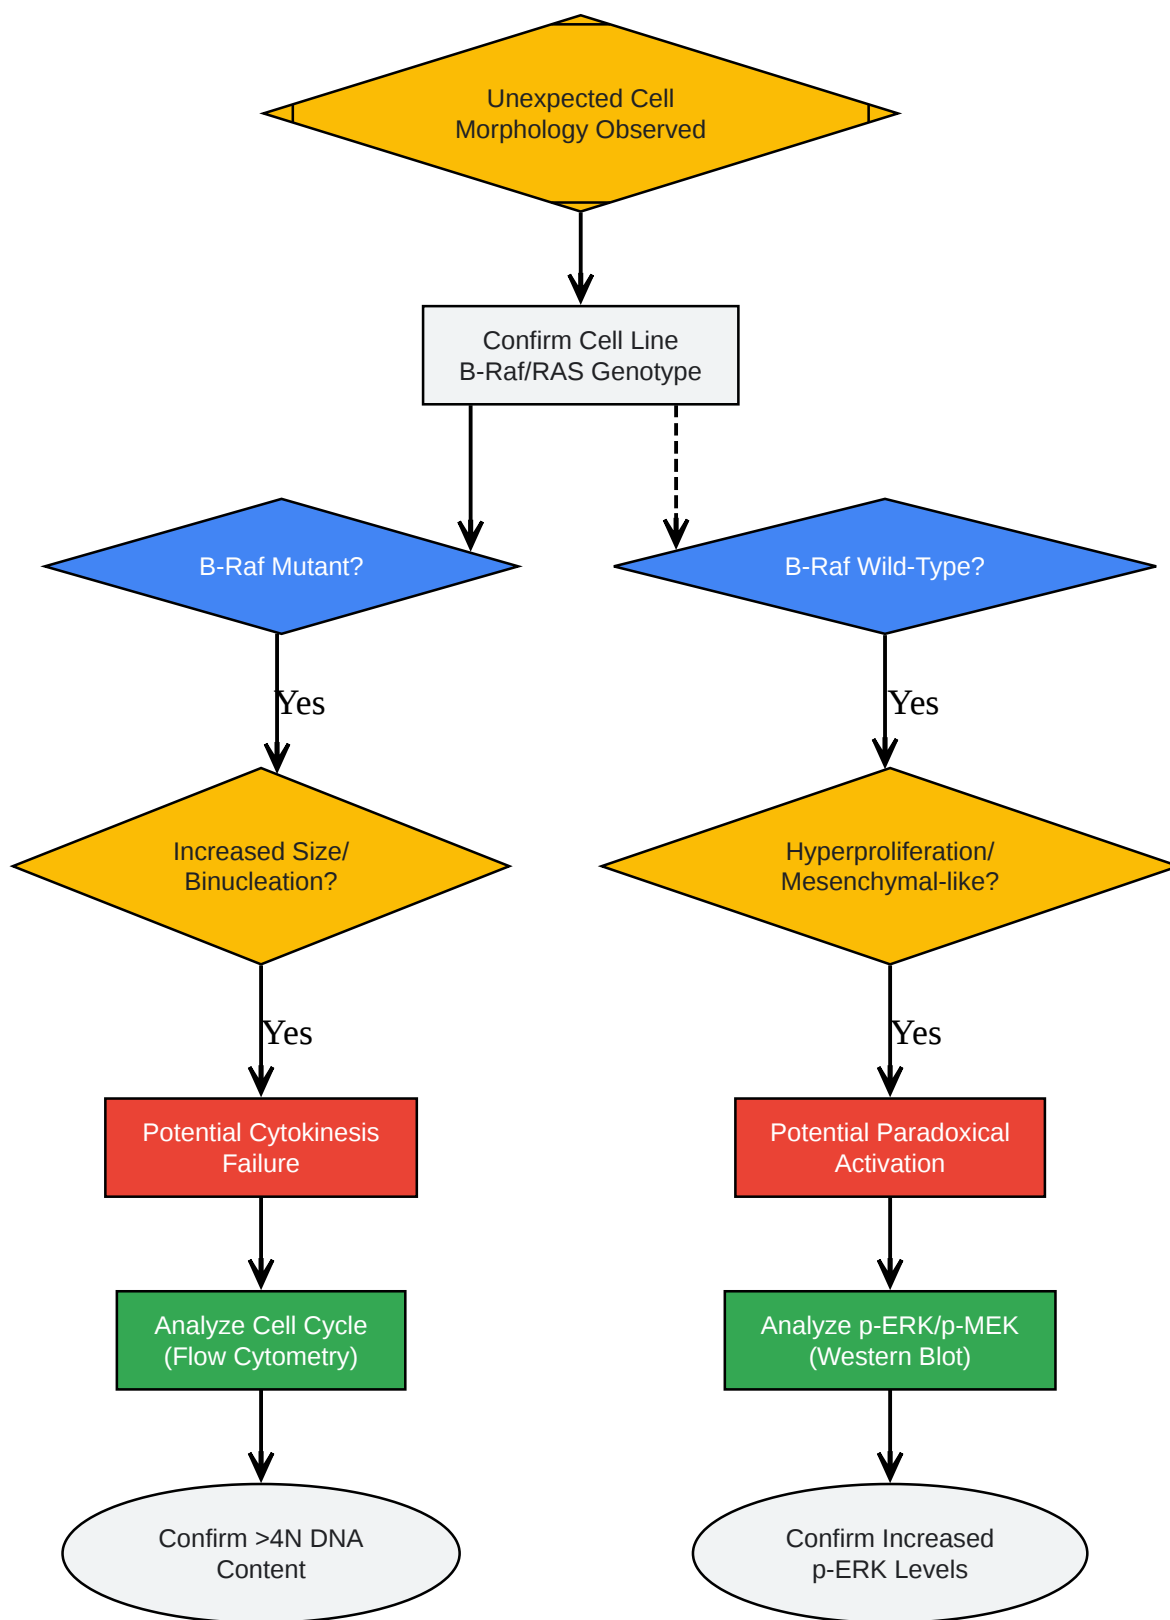 Unexpected Cell
Morphology Observed
Confirm Cell Line
B-Raf/RAS Genotype
B-Raf Mutant?
B-Raf Wild-Type?
Yes
Yes
Increased Size/
Binucleation?
Hyperproliferation/
Mesenchymal-like?
Yes
Yes
Potential Cytokinesis
Failure
Potential Paradoxical
Activation
Analyze Cell Cycle
(Flow Cytometry)
Analyze p-ERK/p-MEK
(Western Blot)
Confirm >4N DNA
Content
Confirm Increased
p-ERK Levels